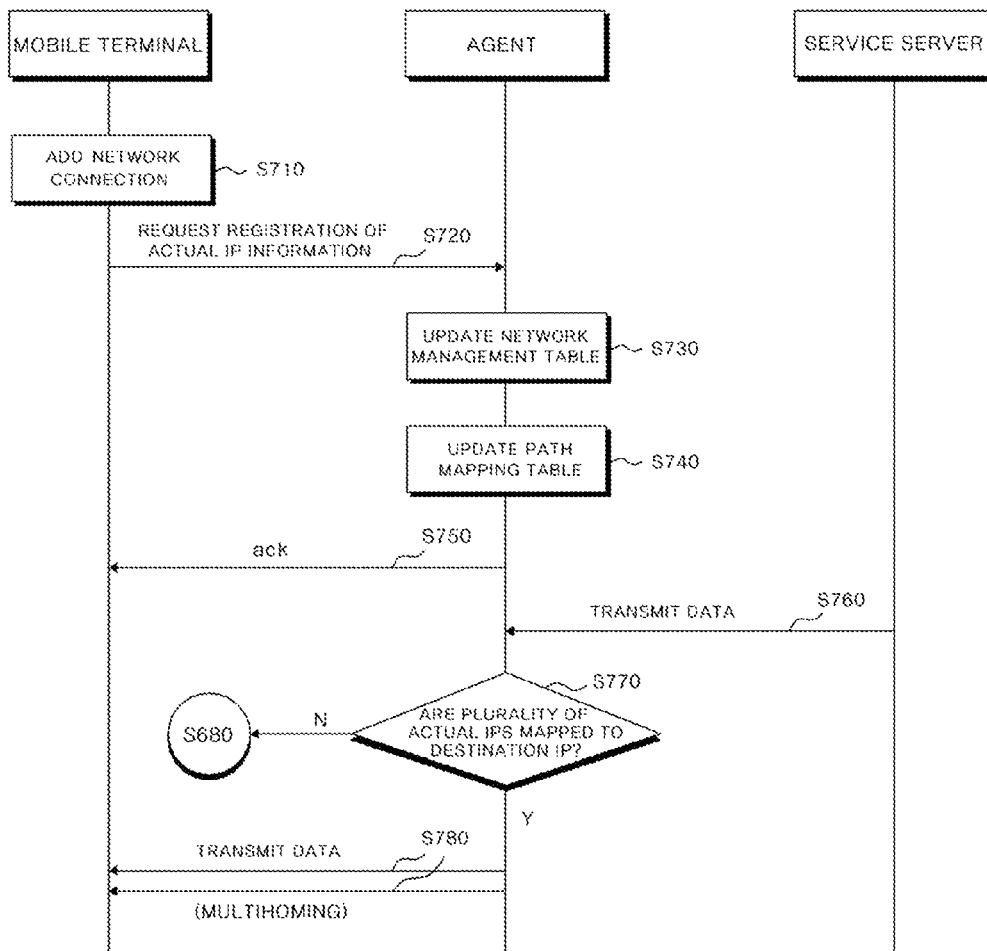 MOBILE TERMINAL
AGENT
SERVICE SERVER
ADD NETWORK
CONNECTION
S710
REQUEST REGISTRATION OF
ACTUAL IP INFORMATION
S720
UPDATE NETWORK
MANAGEMENT TABLE
S730
UPDATE PATH
MAPPING TABLE
S740
ack
S750
TRANSMIT DATA
S760
S770
ARE PLURALITY OF
ACTUAL IPS MAPPED TO
DESTINATION IP?
N
S680
Y
TRANSMIT DATA
S780
(MULTIHOMING)